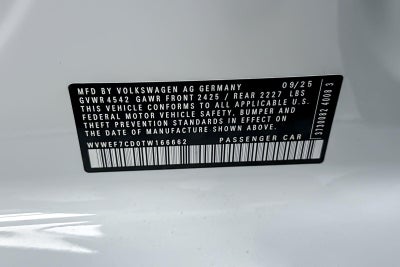 MFD BY VOLKSWAGEN AG GERMANY 09/25
GVWR 4542 GAWR FRONT 2425 / REAR 2227 LBS
THIS VEHICLE CONFORMS TO ALL APPLICABLE U.S.
FEDERAL MOTOR VEHICLE SAFETY, BUMPER AND
THEFT PREVENTION STANDARDS IN EFFECT ON
THE DATE OF MANUFACTURE SHOWN ABOVE
WVWEF7CD0TW166662 PASSENGER CAR